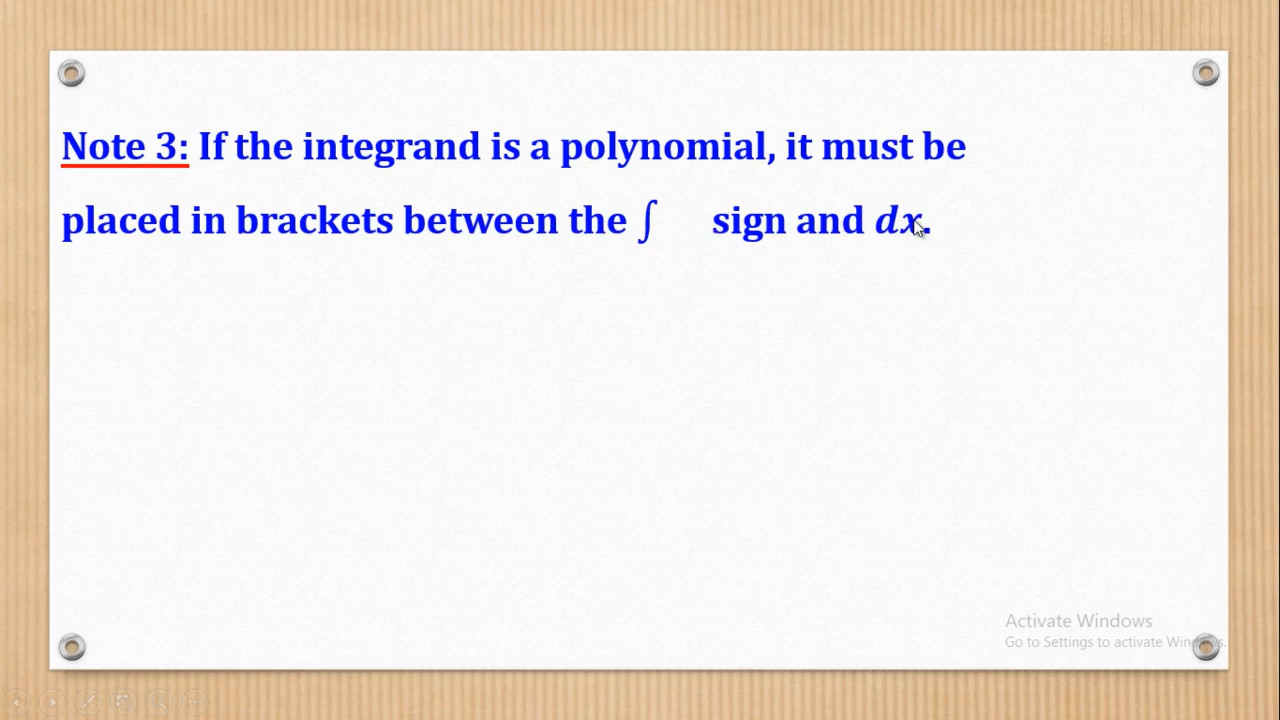 Note 3: If the integrand is a polynomial, it must be
placed in brackets between the ∫ sign and dx.
Activate Windows
Go to Settings to activate Windows.